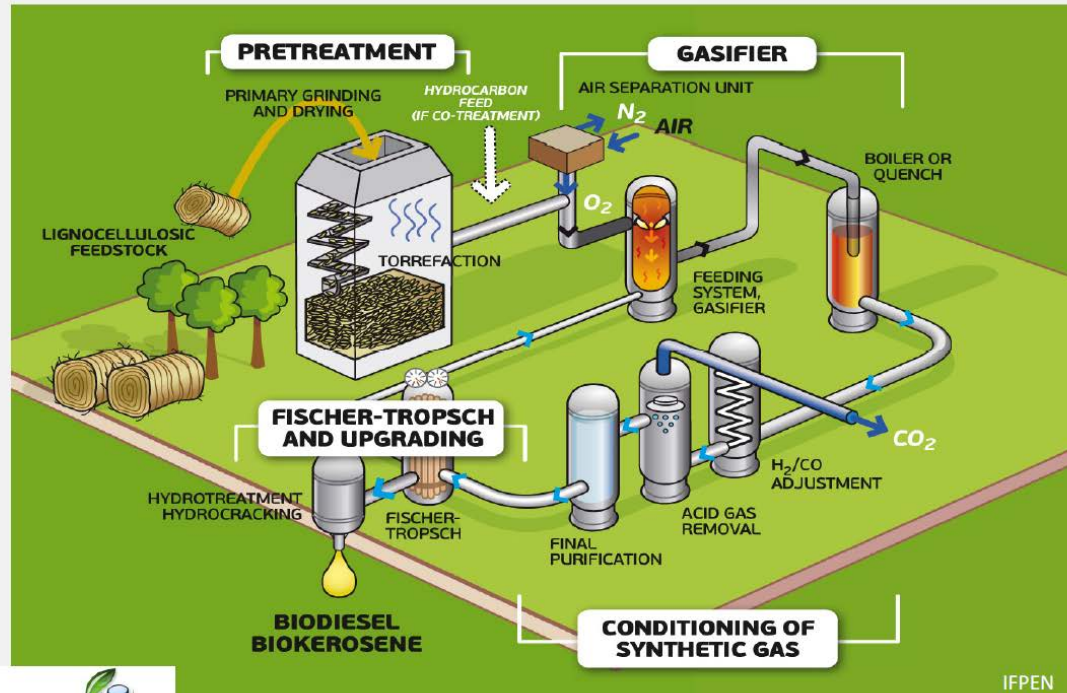 PRETREATMENT
PRIMARY GRINDING
AND DRYING
LIGNOCELLULOSIC
FEEDSTOCK
TORREFACTION
HYDROCARBON
FEED
(IF CO-TREATMENT)
GASIFIER
AIR SEPARATION UNIT
N₂
AIR
O₂
FEEDING
SYSTEM,
GASIFIER
BOILER OR
QUENCH
CO₂
H₂/CO
ADJUSTMENT
ACID GAS
REMOVAL
FINAL
PURIFICATION
CONDITIONING OF
SYNTHETIC GAS
FISCHER-TROPSCH
AND UPGRADING
FISCHER-
TROPSCH
HYDROTREATMENT
HYDROCRACKING
BIODIESEL
BIOKEROSENE
IFPEN